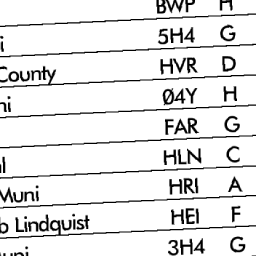 BWP H
i 5H4 G
County HVR D
ni Ø4Y H
FAR G
l HLN C
Muni HRI A
b Lindquist HEI F
3H4 G